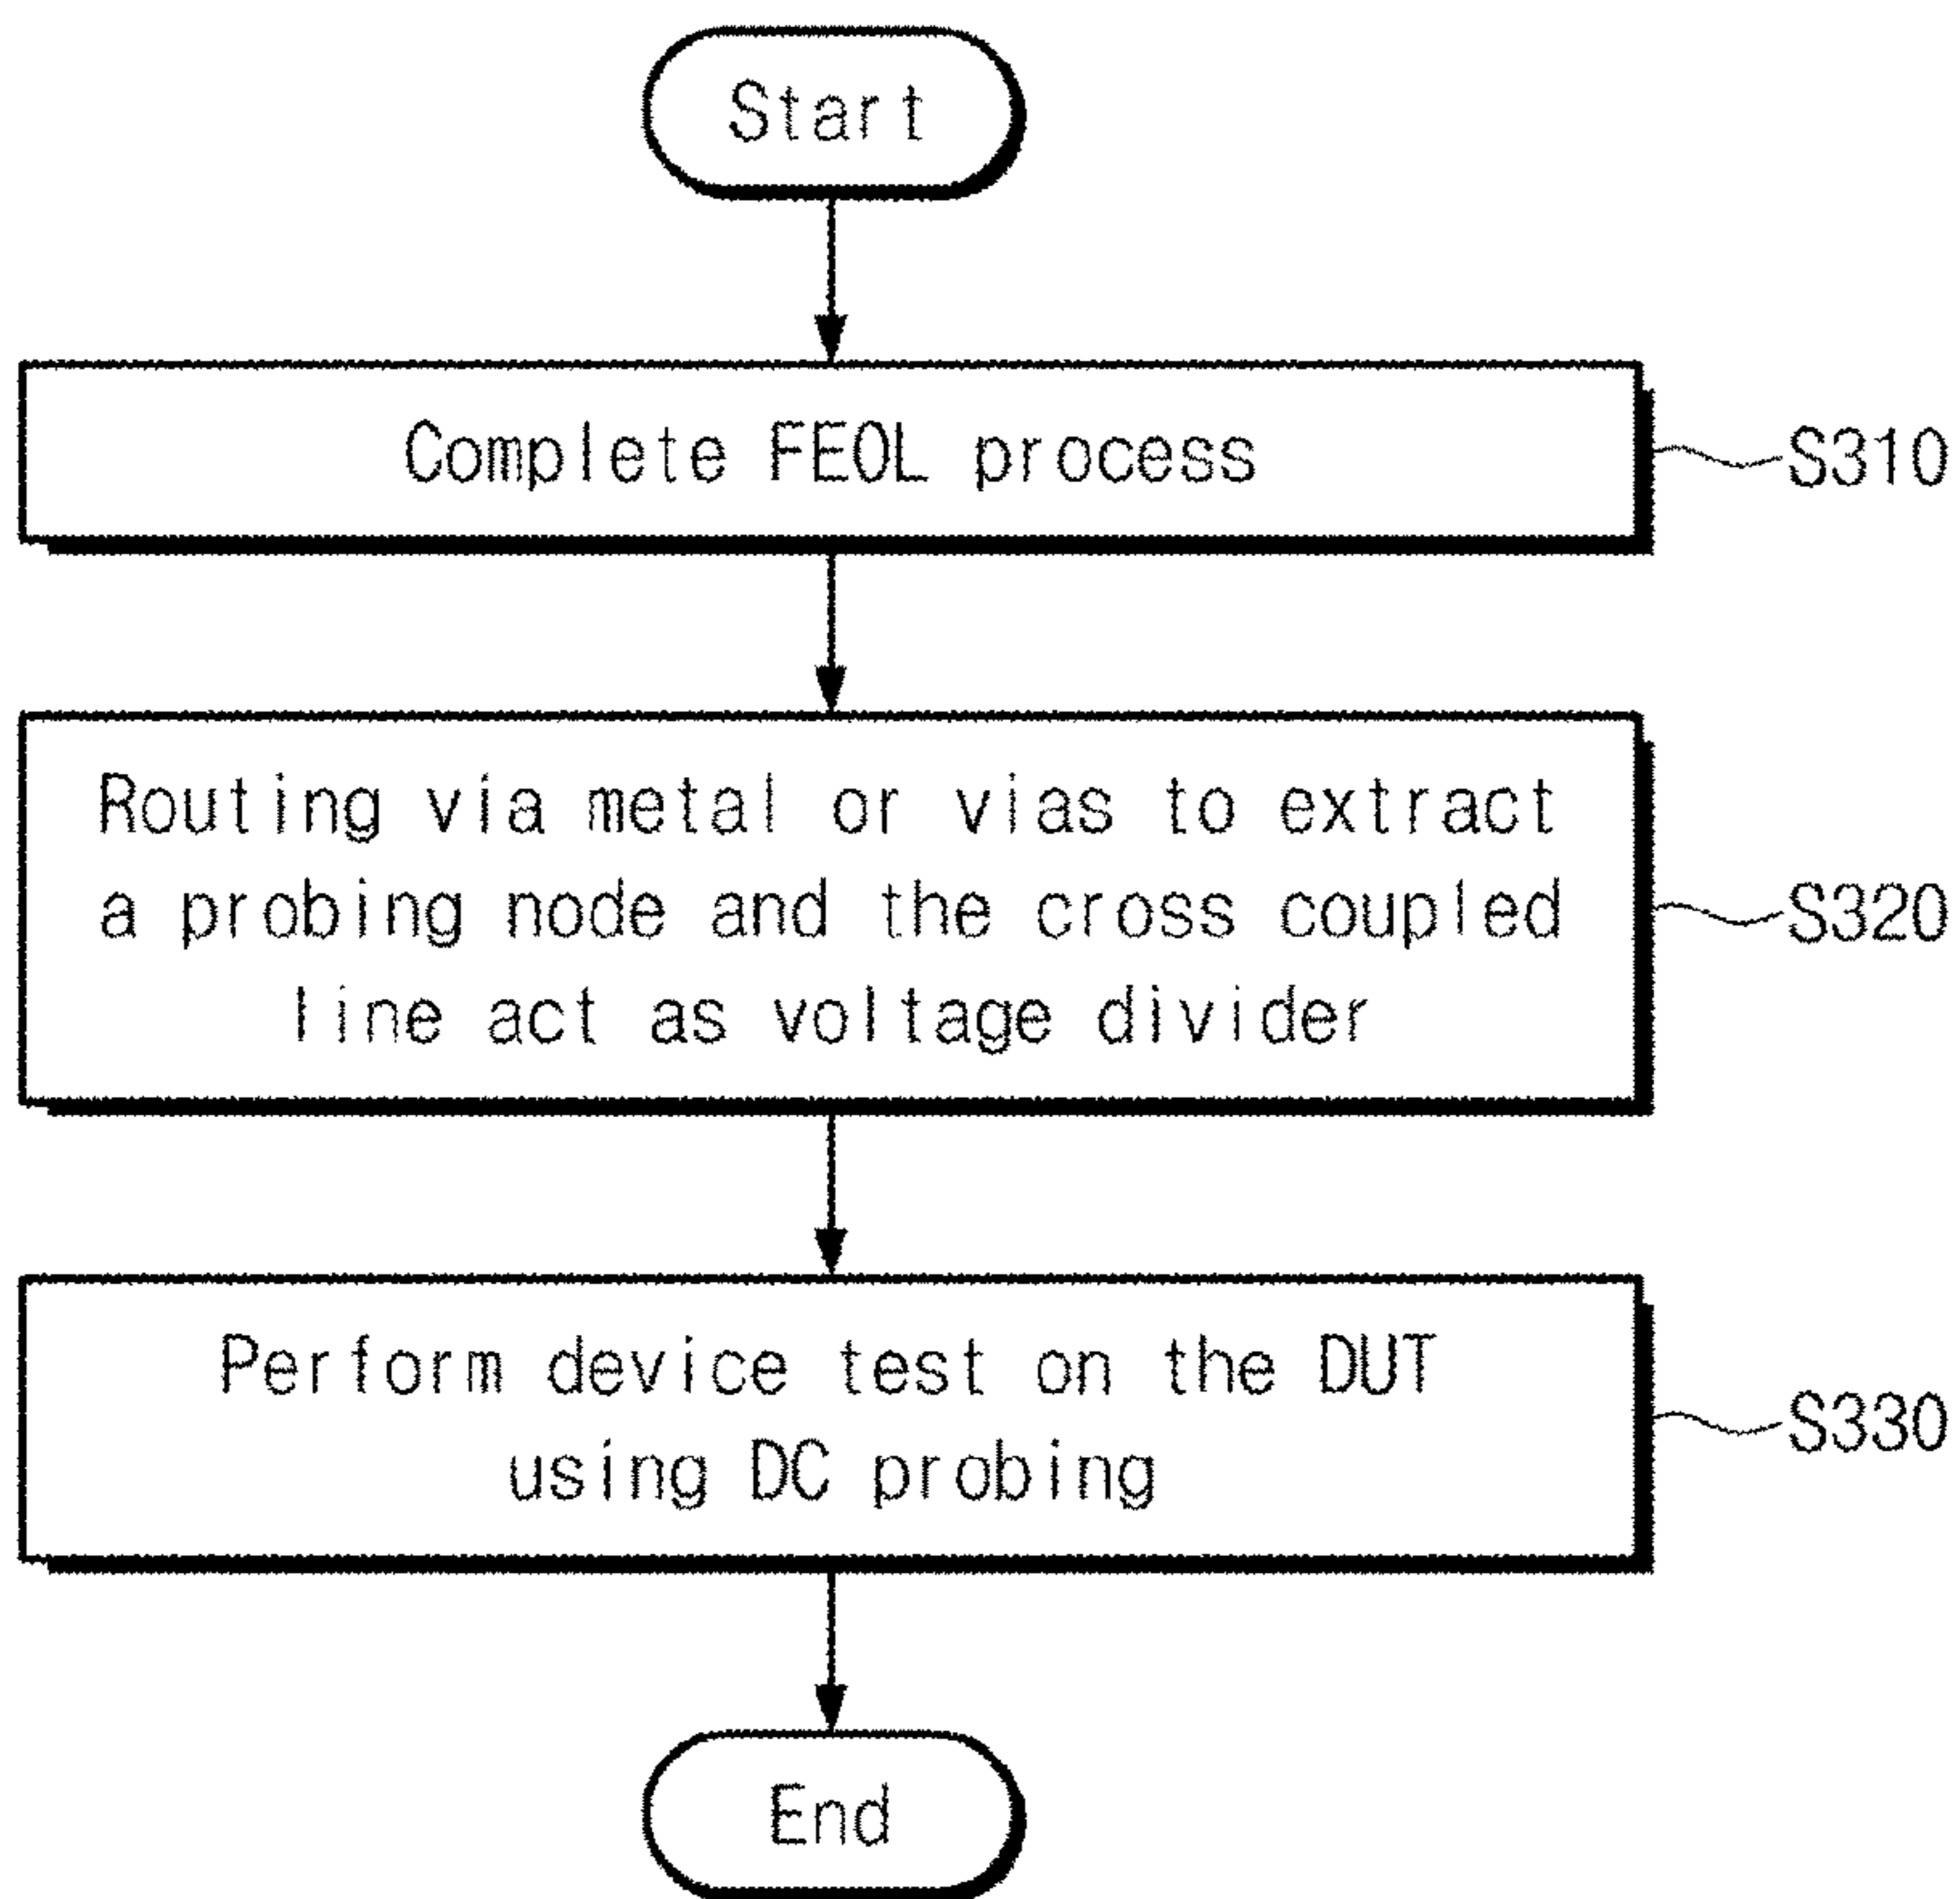 Start
Complete FEOL process
S310
Routing via metal or vias to extract
a probing node and the cross coupled
line act as voltage divider
S320
Perform device test on the DUT
using DC probing
S330
End